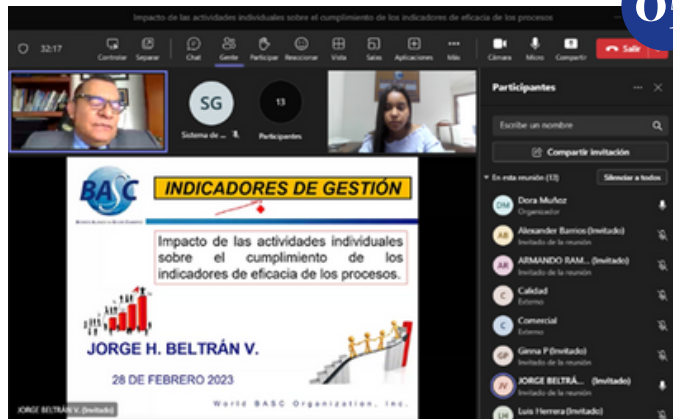 Impacto de las actividades individuales sobre el cumplimiento de los indicadores de eficacia de los procesos
32:17
Controlar Separar Chat Gente Participar Reaccionar Vista Salas Aplicaciones Más Cámara Micro Compartir Salir
SG
Sistema de ...
13
Participantes
BASC
INDICADORES DE GESTIÓN
Impacto de las actividades individuales
sobre el cumplimiento de los
indicadores de eficacia de los procesos.
JORGE H. BELTRÁN V.
28 DE FEBRERO 2023
World BASC Organization, Inc.
JORGE BELTRÁN V. (Invitado)
Participantes
Escribe un nombre
Compartir invitación
En esta reunión (13) Silenciar a todos
DM Dora Muñoz
Organizador
AB Alexander Barrios (Invitado)
Invitado de la reunión
AR ARMANDO RAM... (Invitado)
Invitado de la reunión
C Calidad
Externo
C Comercial
Externo
GP Ginna P (Invitado)
Invitado de la reunión
JV JORGE BELTRÁ... (Invitado)
Invitado de la reunión
LH Luis Herrera (Invitado)
Invitado de la reunión